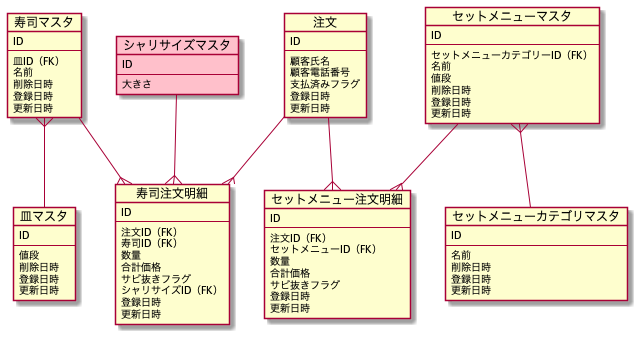 寿司マスタ
ID
皿ID（FK）
名前
削除日時
登録日時
更新日時
シャリサイズマスタ
ID
大きさ
注文
ID
顧客氏名
顧客電話番号
支払済みフラグ
登録日時
更新日時
セットメニューマスタ
ID
セットメニューカテゴリーID（FK）
名前
値段
削除日時
登録日時
更新日時
皿マスタ
ID
値段
削除日時
登録日時
更新日時
寿司注文明細
ID
注文ID（FK）
寿司ID（FK）
数量
合計価格
サビ抜きフラグ
シャリサイズID（FK）
登録日時
更新日時
セットメニュー注文明細
ID
注文ID（FK）
セットメニューID（FK）
数量
合計価格
サビ抜きフラグ
登録日時
更新日時
セットメニューカテゴリマスタ
ID
名前
削除日時
登録日時
更新日時